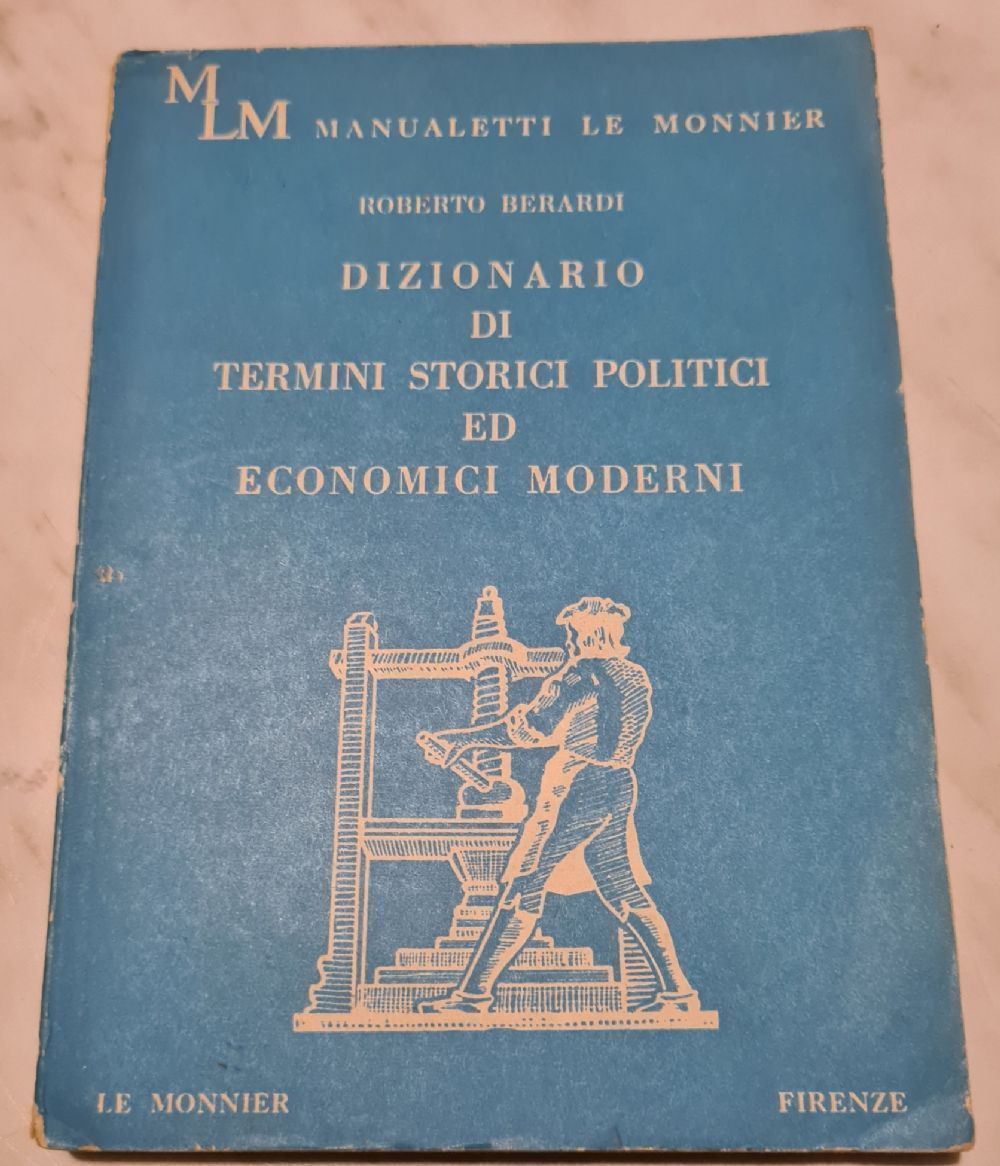 MLM MANUALETTI LE MONNIER
ROBERTO BERARDI
DIZIONARIO
DI
TERMINI STORICI POLITICI
ED
ECONOMICI MODERNI
LE MONNIER FIRENZE